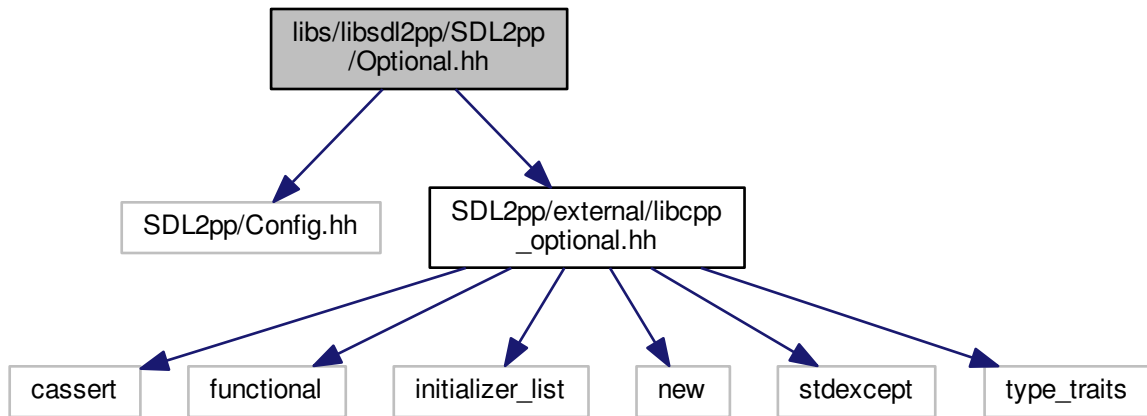 libs/libsdl2pp/SDL2pp
/Optional.hh
SDL2pp/Config.hh
SDL2pp/external/libcpp
_optional.hh
cassert
functional
initializer_list
new
stdexcept
type_traits